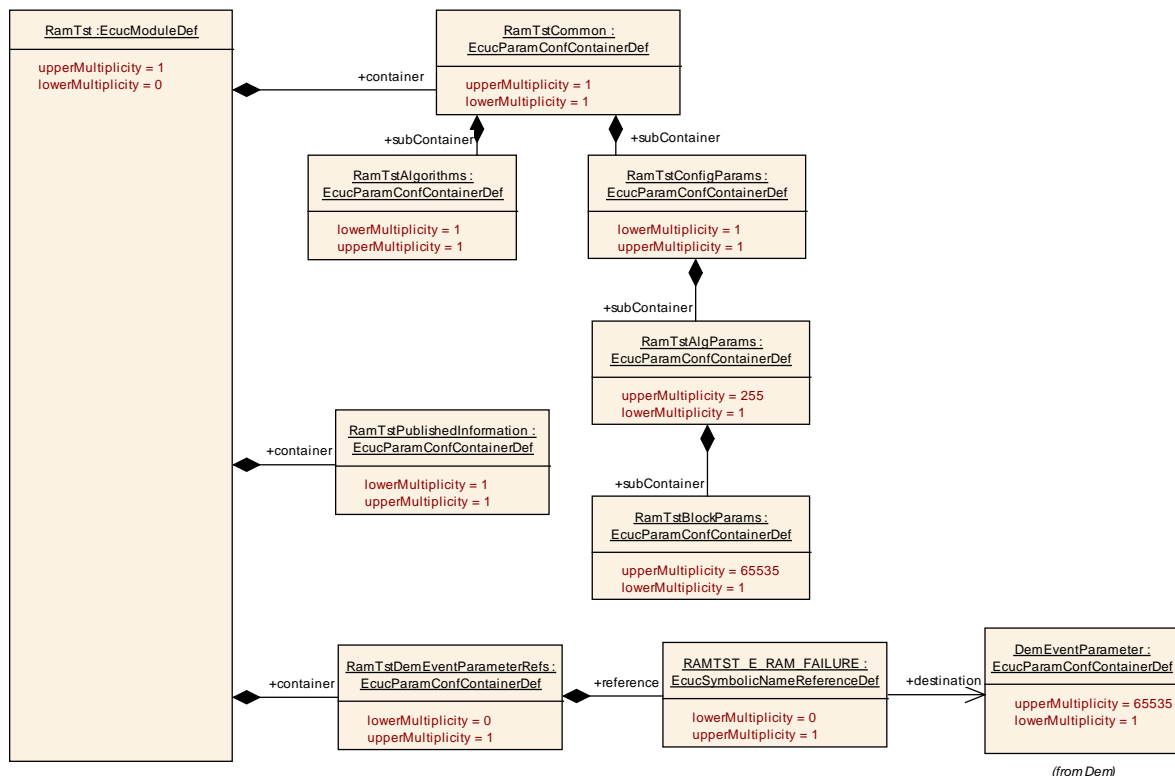 RamTst :EcucModuleDef
upperMultiplicity = 1
lowerMultiplicity = 0
+container
RamTstCommon :
EcucParamConfContainerDef
upperMultiplicity = 1
lowerMultiplicity = 1
+subContainer
+subContainer
RamTstAlgorithms :
EcucParamConfContainerDef
lowerMultiplicity = 1
upperMultiplicity = 1
RamTstConfigParams :
EcucParamConfContainerDef
lowerMultiplicity = 1
upperMultiplicity = 1
+subContainer
RamTstAlgParams :
EcucParamConfContainerDef
upperMultiplicity = 255
lowerMultiplicity = 1
+container
RamTstPublishedInformation :
EcucParamConfContainerDef
lowerMultiplicity = 1
upperMultiplicity = 1
+subContainer
RamTstBlockParams :
EcucParamConfContainerDef
upperMultiplicity = 65535
lowerMultiplicity = 1
+container
RamTstDemEventParameterRefs :
EcucParamConfContainerDef
lowerMultiplicity = 0
upperMultiplicity = 1
+reference
RAMTST_E_RAM_FAILURE :
EcucSymbolicNameReferenceDef
lowerMultiplicity = 0
upperMultiplicity = 1
+destination
DemEventParameter :
EcucParamConfContainerDef
upperMultiplicity = 65535
lowerMultiplicity = 1
(from Dem)